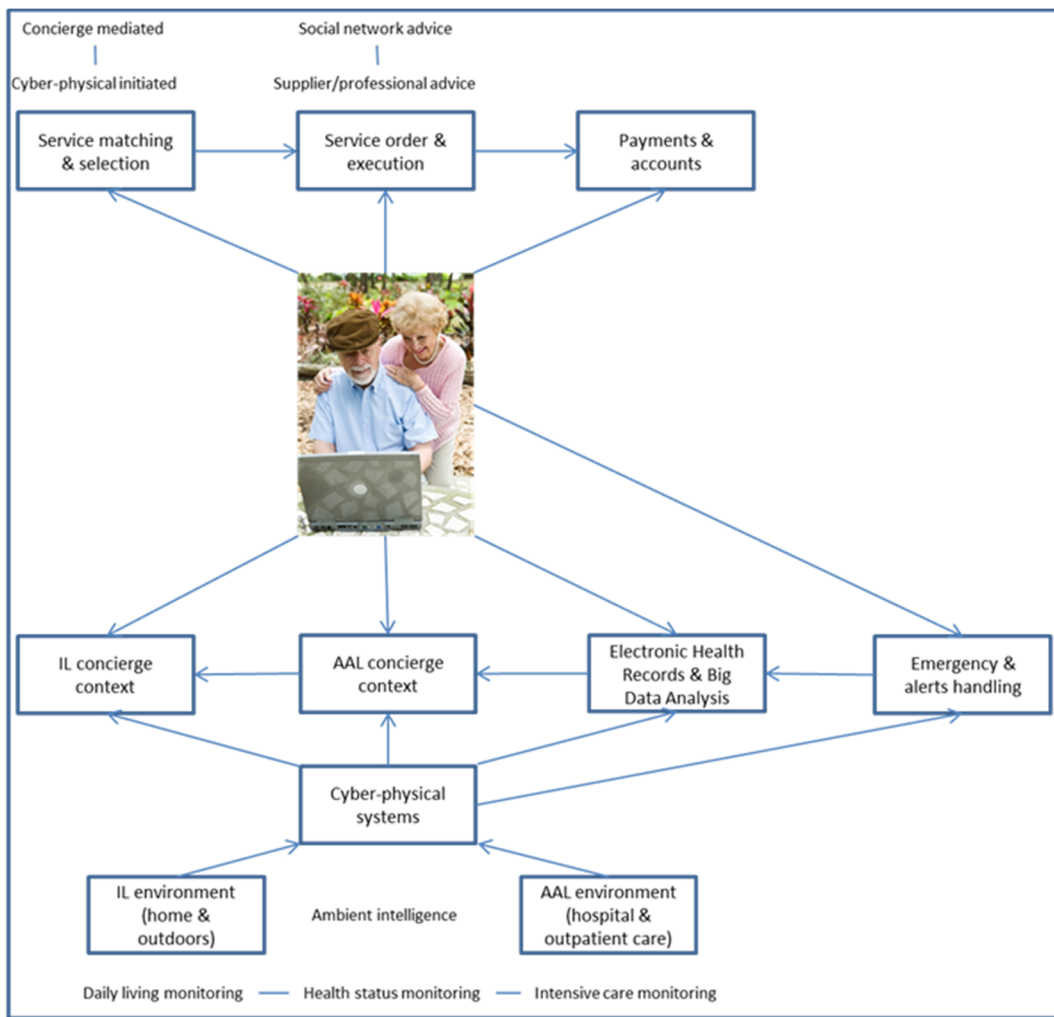 Concierge mediated
Social network advice
Cyber-physical initiated
Supplier/professional advice
Service matching
& selection
Service order &
execution
Payments &
accounts
IL concierge
context
AAL concierge
context
Electronic Health
Records & Big
Data Analysis
Emergency &
alerts handling
Cyber-physical
systems
IL environment
(home &
outdoors)
Ambient intelligence
AAL environment
(hospital &
outpatient care)
Daily living monitoring
Health status monitoring
Intensive care monitoring